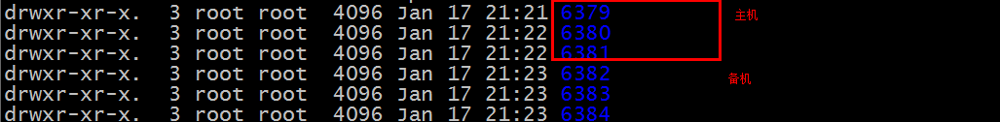 drwxr-xr-x. 3 root root 4096 Jan 17 21:21 6379 主机
drwxr-xr-x. 3 root root 4096 Jan 17 21:22 6380
drwxr-xr-x. 3 root root 4096 Jan 17 21:22 6381
drwxr-xr-x. 3 root root 4096 Jan 17 21:23 6382 备机
drwxr-xr-x. 3 root root 4096 Jan 17 21:23 6383
drwxr-xr-x. 3 root root 4096 Jan 17 21:23 6384